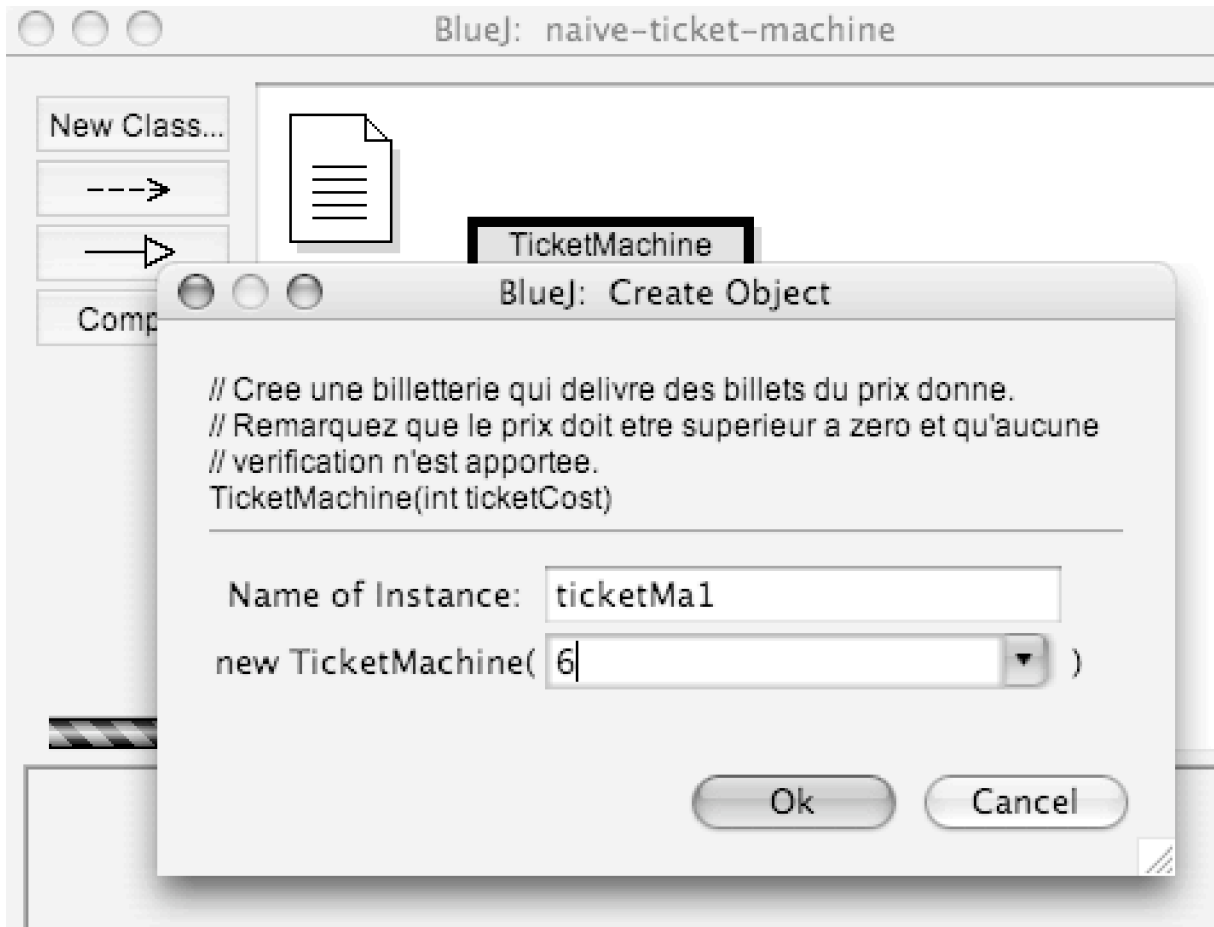 BlueJ: naive-ticket-machine
New Class...
TicketMachine
BlueJ: Create Object
// Cree une billetterie qui delivre des billets du prix donne.
// Remarquez que le prix doit etre superieur a zero et qu'aucune
// verification n'est apportee.
TicketMachine(int ticketCost)
Name of Instance: ticketMa1
new TicketMachine( 6 )
Ok Cancel